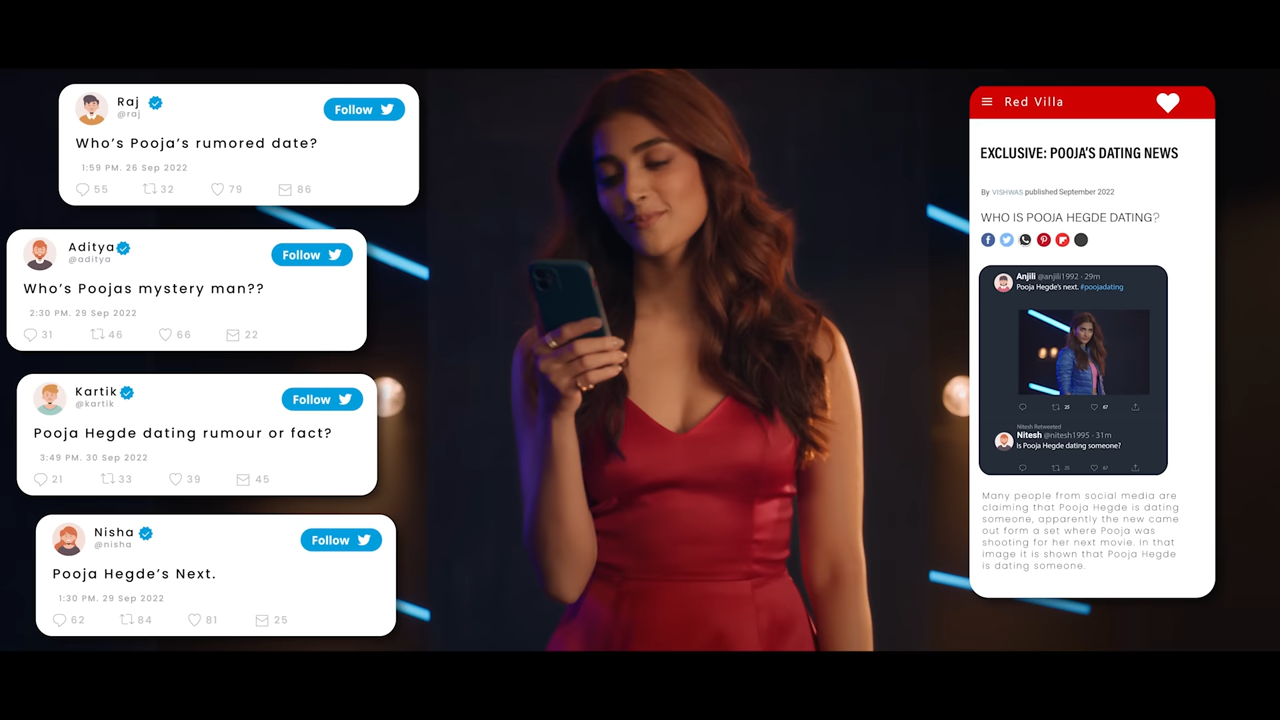 Raj
@raj
Follow
Who's Pooja's rumored date?
1:59 PM. 26 Sep 2022
55 32 79 86
Aditya
@aditya
Follow
Who's Poojas mystery man??
2:30 PM. 29 Sep 2022
31 46 66 22
Kartik
@kartik
Follow
Pooja Hegde dating rumour or fact?
3:49 PM. 30 Sep 2022
21 33 39 45
Nisha
@nisha
Follow
Pooja Hegde's Next.
1:30 PM. 29 Sep 2022
62 84 81 25
Red Villa
EXCLUSIVE: POOJA'S DATING NEWS
By VISHWAS published September 2022
WHO IS POOJA HEGDE DATING?
Anjili @anjili1992 · 29m
Pooja Hegde's next. #poojadating
25 67
Nitesh Retweeted
Nitesh @nitesh1995 · 31m
Is Pooja Hegde dating someone?
Many people from social media are
claiming that Pooja Hegde is dating
someone, apparently the new came
out form a set where Pooja was
shooting for her next movie. In that
image it is shown that Pooja Hegde
is dating someone.